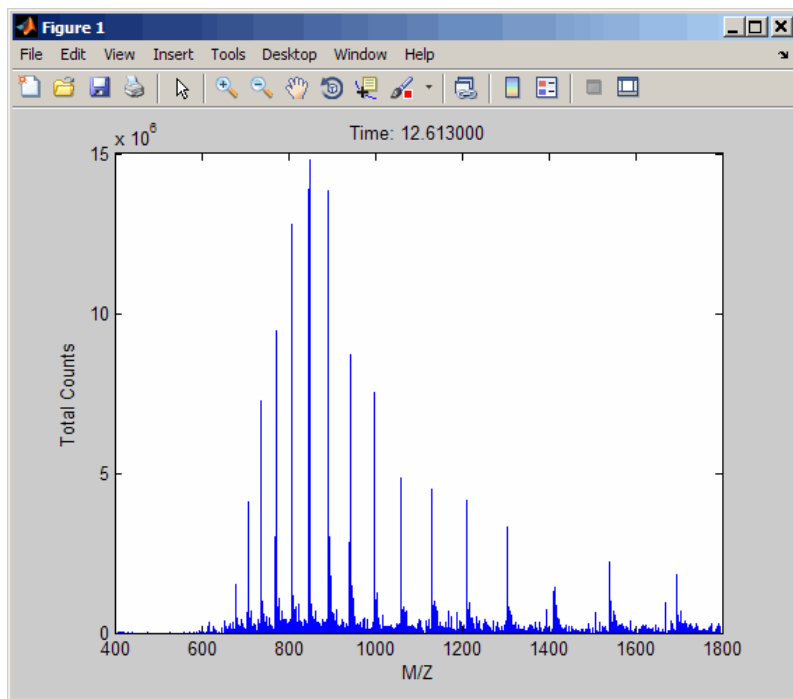 Figure 1
File Edit View Insert Tools Desktop Window Help
x 10^6
Time: 12.613000
15
10
5
0
Total Counts
400 600 800 1000 1200 1400 1600 1800
M/Z